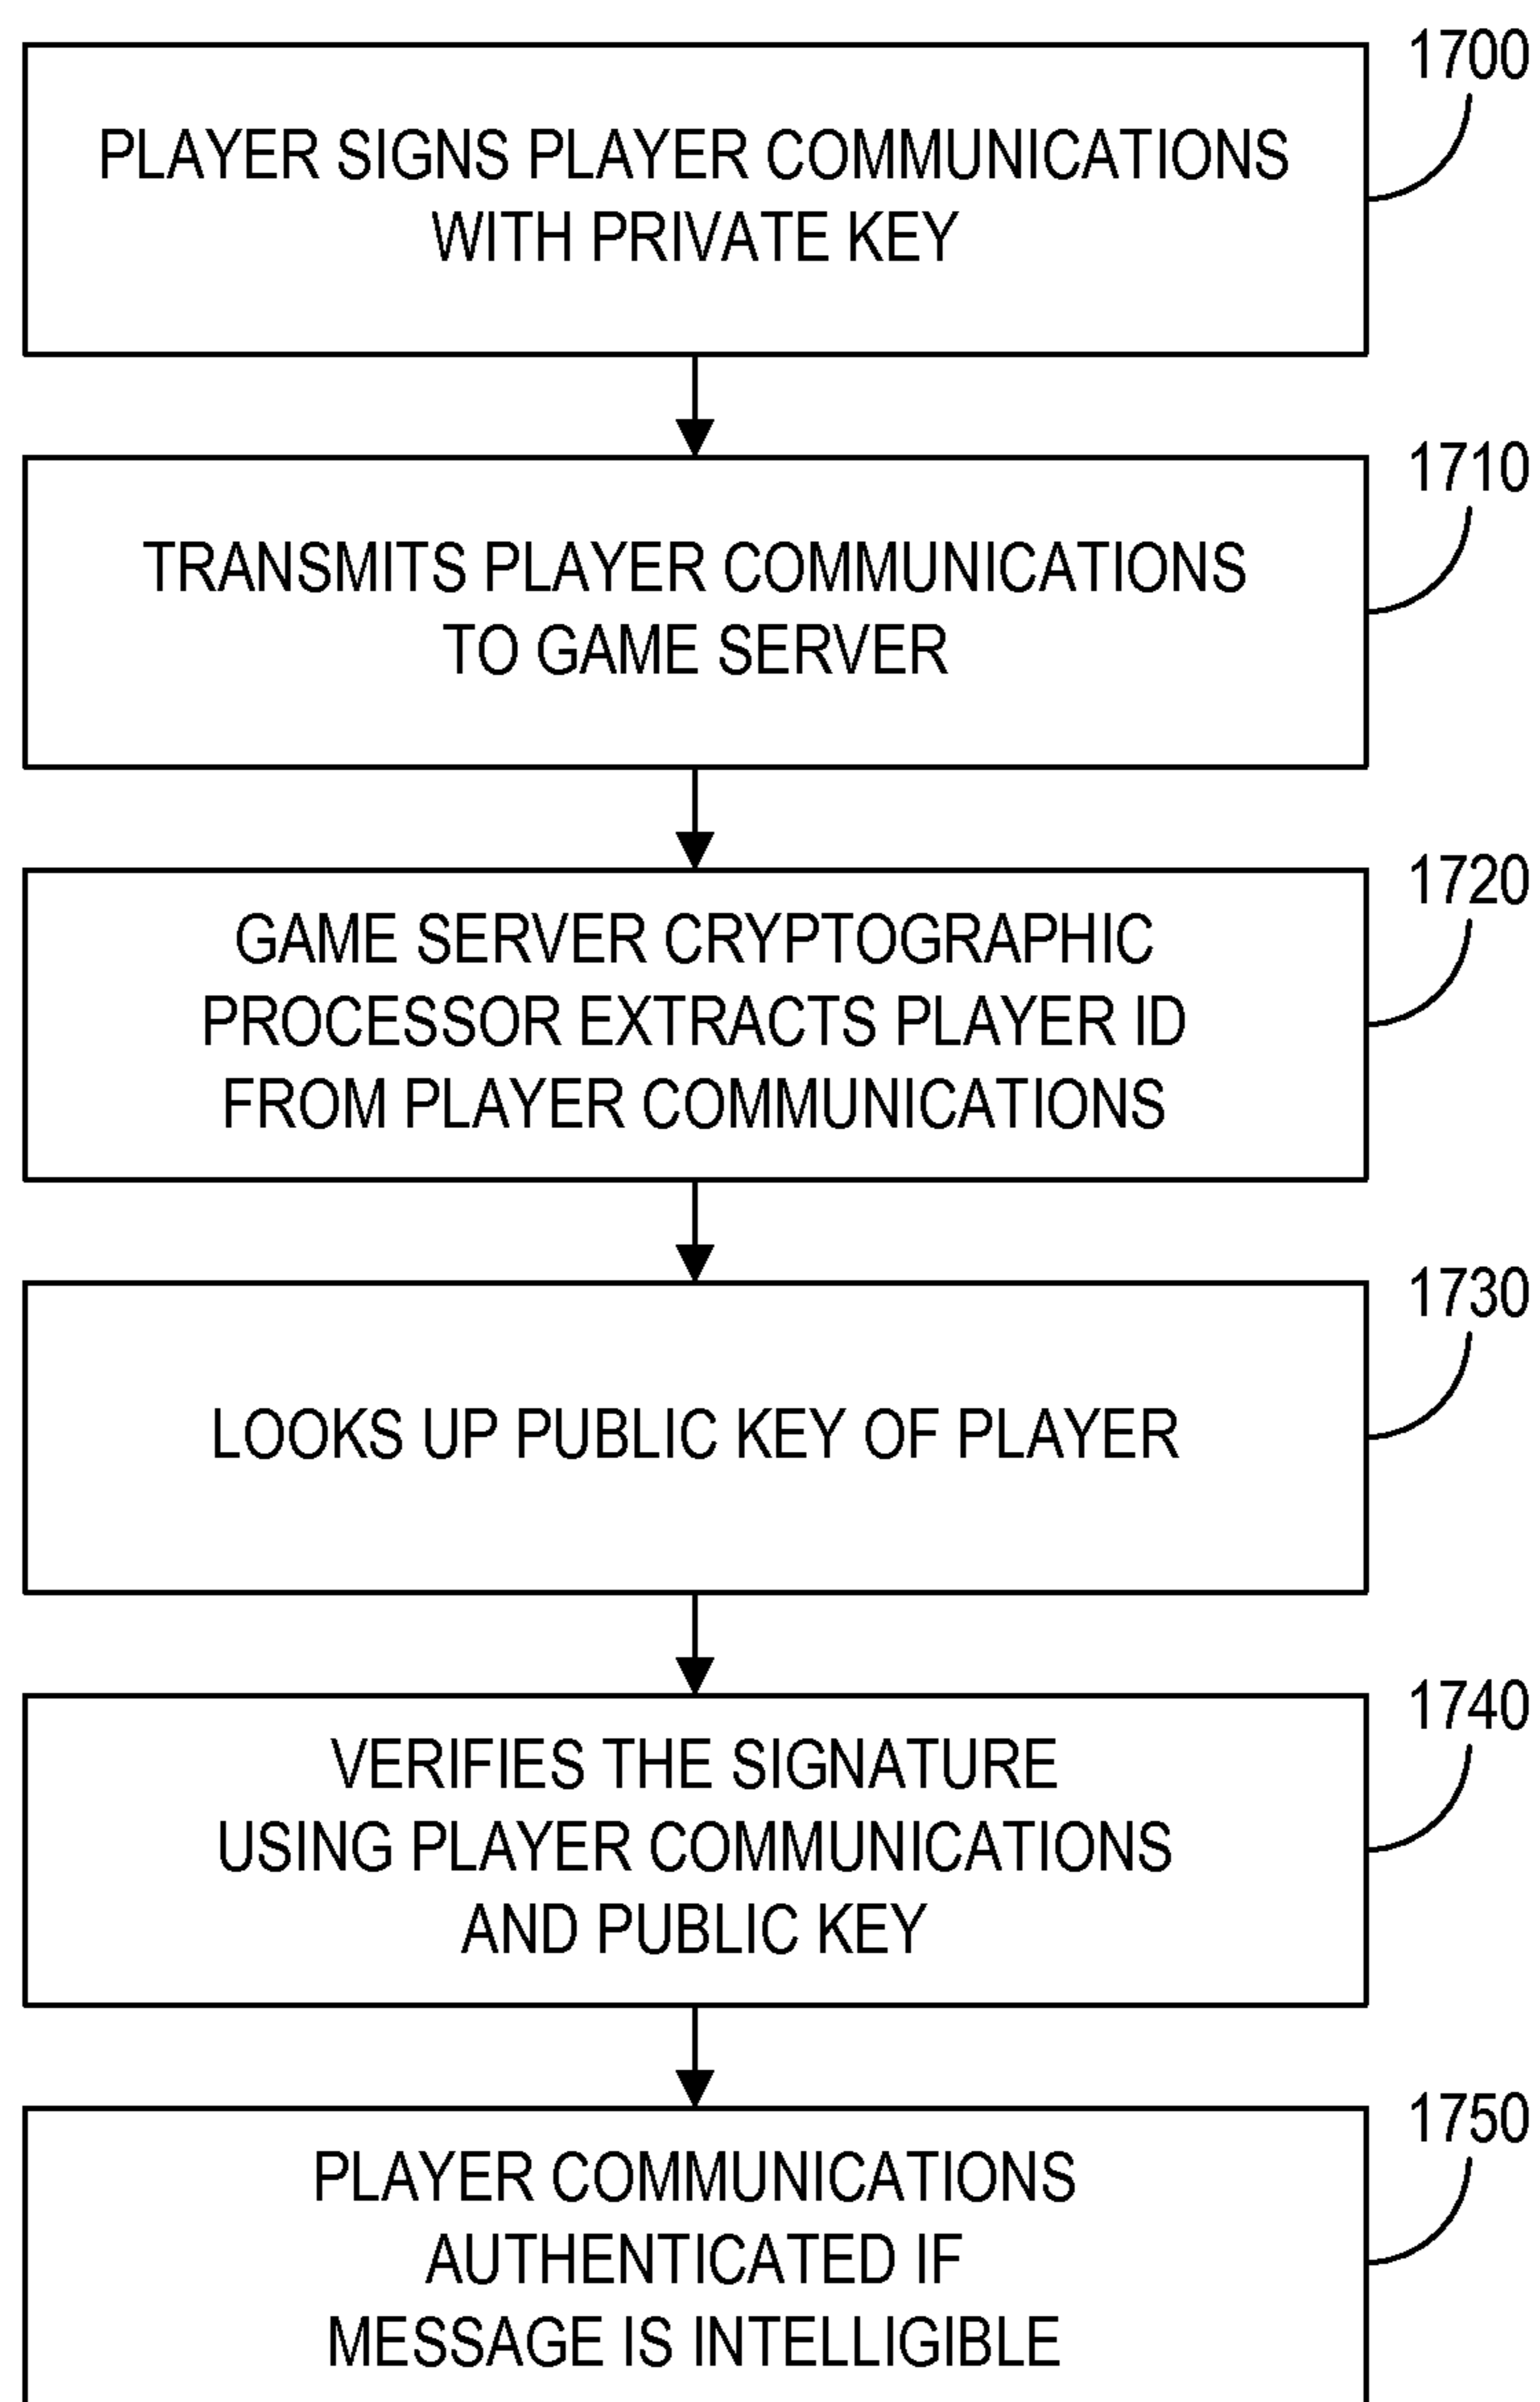 1700
PLAYER SIGNS PLAYER COMMUNICATIONS
WITH PRIVATE KEY
1710
TRANSMITS PLAYER COMMUNICATIONS
TO GAME SERVER
1720
GAME SERVER CRYPTOGRAPHIC
PROCESSOR EXTRACTS PLAYER ID
FROM PLAYER COMMUNICATIONS
1730
LOOKS UP PUBLIC KEY OF PLAYER
1740
VERIFIES THE SIGNATURE
USING PLAYER COMMUNICATIONS
AND PUBLIC KEY
1750
PLAYER COMMUNICATIONS
AUTHENTICATED IF
MESSAGE IS INTELLIGIBLE